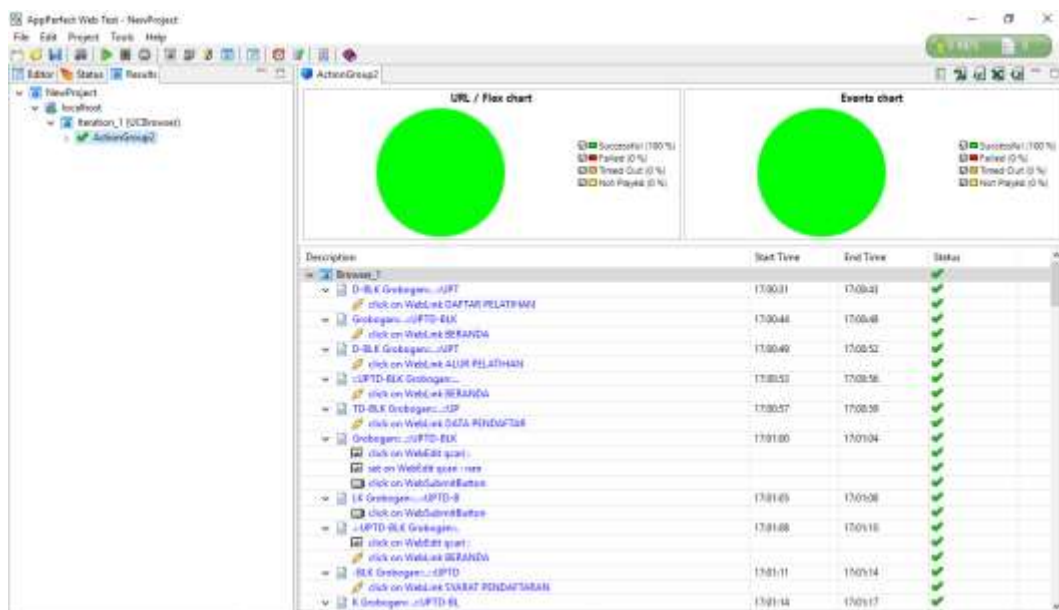 AppPerfect Web Test - NewProject
File Edit Project Tools Help
Editor Status Results
ActionGroup2
NewProject
localhost
Iteration_1 (UCBrowser)
ActionGroup2
URL / Flex chart
Successful (100 %)
Failed (0 %)
Timed Out (0 %)
Not Played (0 %)
Events chart
Successful (100 %)
Failed (0 %)
Timed Out (0 %)
Not Played (0 %)
Description Start Time End Time Status
Browser_1
D-BLK Grobogan:..::UPT 17:00:31 17:00:43
click on WebLink DAFTAR PELATIHAN
Grobogan:..::UPTD-BLK 17:00:44 17:00:48
click on WebLink BERANDA
D-BLK Grobogan:..::UPT 17:00:49 17:00:52
click on WebLink ALUR PELATIHAN
::UPTD-BLK Grobogan:.. 17:00:53 17:00:56
click on WebLink BERANDA
TD-BLK Grobogan:..::UP 17:00:57 17:00:59
click on WebLink DATA PENDAFTAR
Grobogan:..::UPTD-BLK 17:01:00 17:01:04
click on WebEdit qcari :
set on WebEdit qcari :
click on WebSubmitButton
LK Grobogan:..::UPTD-B 17:01:05 17:01:08
click on WebSubmitButton
::UPTD-BLK Grobogan:. 17:01:08 17:01:10
click on WebEdit qcari :
click on WebLink BERANDA
-BLK Grobogan:..::UPTD 17:01:11 17:01:14
click on WebLink SYARAT PENDAFTARAN
K Grobogan:..::UPTD-BL 17:01:14 17:01:17